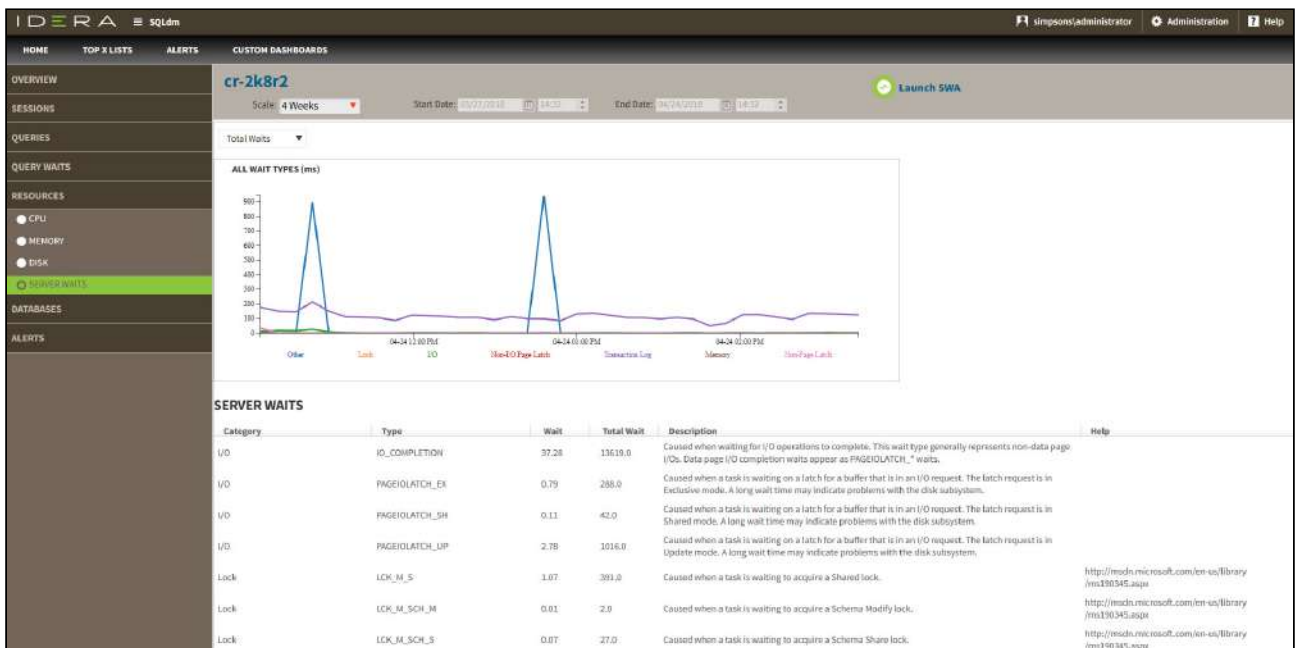 IDERA SQLdm simpsons\administrator Administration Help
HOME TOP X LISTS ALERTS CUSTOM DASHBOARDS
OVERVIEW
SESSIONS
QUERIES
QUERY WAITS
RESOURCES
CPU
MEMORY
DISK
SERVER WAITS
DATABASES
ALERTS
cr-2k8r2
Scale: 4 Weeks Start Date: End Date: 04/24/2018
Launch SWA
Total Waits
ALL WAIT TYPES (ms)
900
800
700
600
500
400
300
200
100
0
04-24 12:00 PM 04-24 01:00 PM 04-24 02:00 PM
Other Lock I/O Non-I/O Page Latch Transaction Log Memory Non-Page Latch
SERVER WAITS
Category Type Wait Total Wait Description Help
I/O IO_COMPLETION 37.28 13619.0 Caused when waiting for I/O operations to complete. This wait type generally represents non-data page
I/Os. Data page I/O completion waits appear as PAGEIOLATCH_* waits.
I/O PAGEIOLATCH_EX 0.79 288.0 Caused when a task is waiting on a latch for a buffer that is in an I/O request. The latch request is in
Exclusive mode. A long wait time may indicate problems with the disk subsystem.
I/O PAGEIOLATCH_SH 0.11 42.0 Caused when a task is waiting on a latch for a buffer that is in an I/O request. The latch request is in
Shared mode. A long wait time may indicate problems with the disk subsystem.
I/O PAGEIOLATCH_UP 2.78 1016.0 Caused when a task is waiting on a latch for a buffer that is in an I/O request. The latch request is in
Update mode. A long wait time may indicate problems with the disk subsystem.
Lock LCK_M_S 1.07 391.0 Caused when a task is waiting to acquire a Shared lock. http://msdn.microsoft.com/en-us/library
/ms190345.aspx
Lock LCK_M_SCH_M 0.01 2.0 Caused when a task is waiting to acquire a Schema Modify lock. http://msdn.microsoft.com/en-us/library
/ms190345.aspx
Lock LCK_M_SCH_S 0.07 27.0 Caused when a task is waiting to acquire a Schema Share lock. http://msdn.microsoft.com/en-us/library
/ms190345.aspx